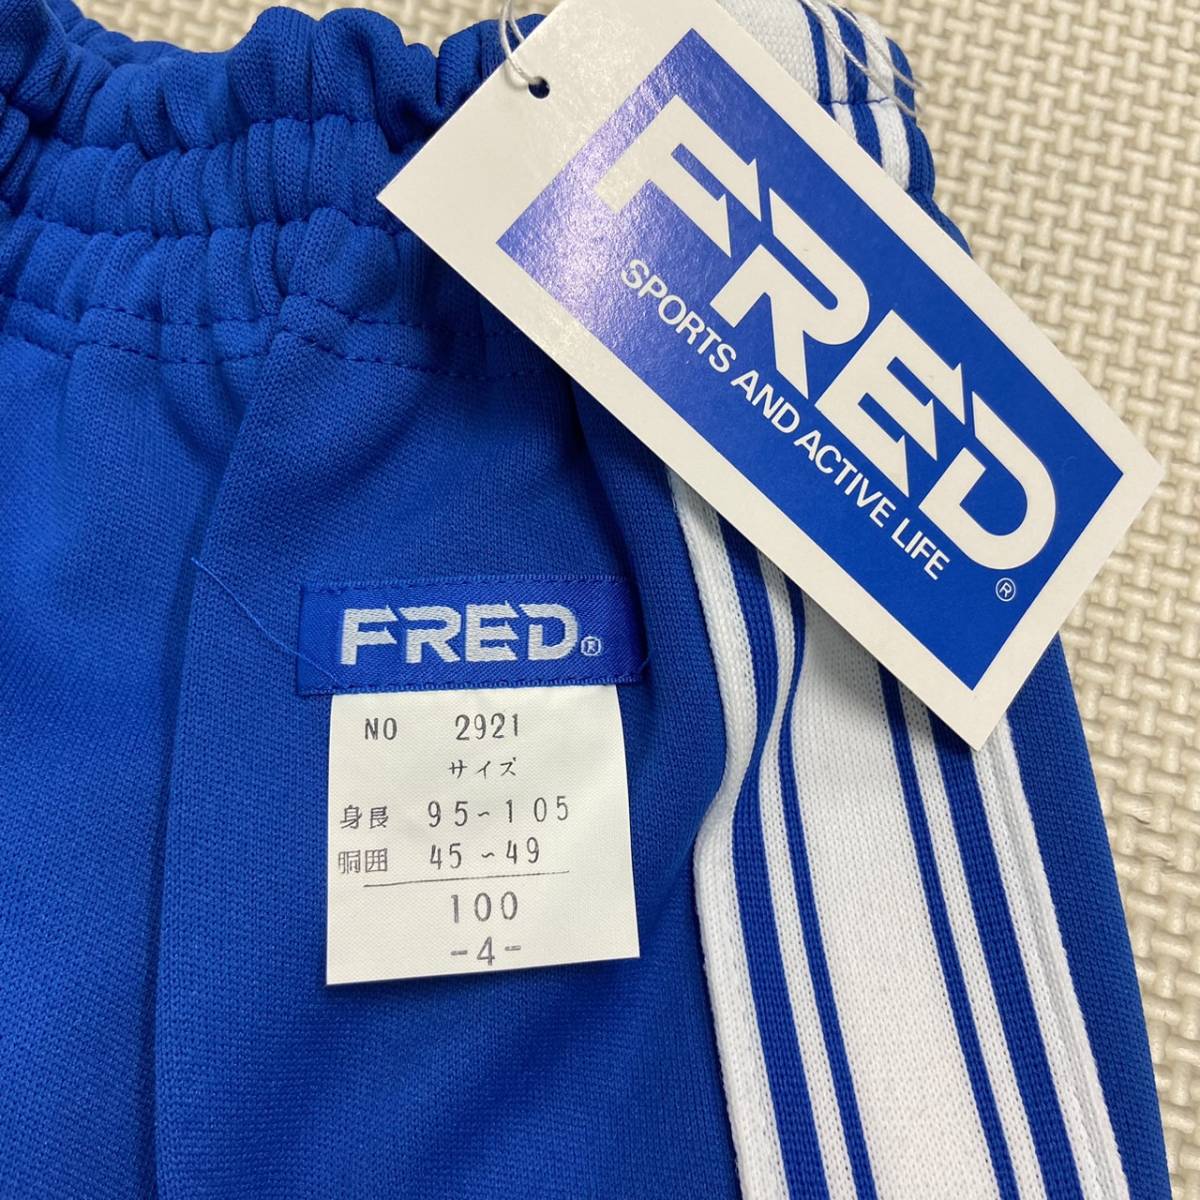 FRED
SPORTS AND ACTIVE LIFE
®
FRED®
NO 2921
サイズ
身長 95~105
胴囲 45~49
100
-4-